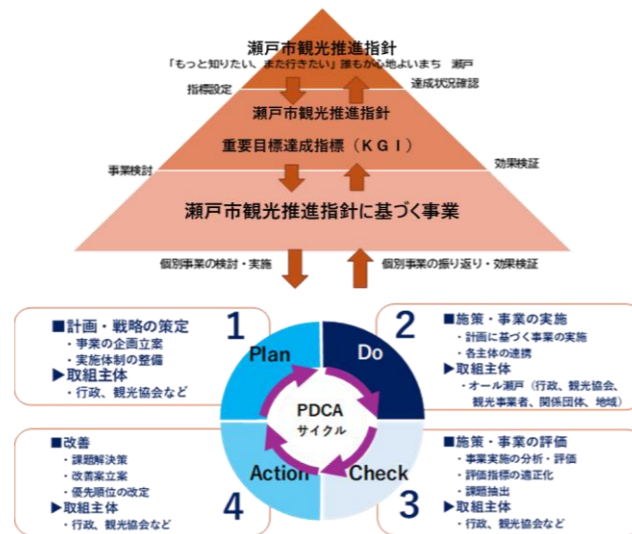 瀬戸市観光推進指針
「もっと知りたい、また行きたい」誰もが心地よいまち 瀬戸
指標設定
達成状況確認
瀬戸市観光推進指針
重要目標達成指標（ＫＧＩ）
事業検討
効果検証
瀬戸市観光推進指針に基づく事業
個別事業の検討・実施
個別事業の振り返り・効果検証
■計画・戦略の策定
・事業の企画立案
・実施体制の整備
▶取組主体
・行政、観光協会など
1
Plan
Do
2
■施策・事業の実施
・計画に基づく事業の実施
・各主体の連携
▶取組主体
・オール瀬戸（行政、観光協会、
観光事業者、関係団体、地域）
PDCA
サイクル
■改善
・課題解決策
・改善案立案
・優先順位の改定
▶取組主体
・行政、観光協会など
4
Action
Check
3
■施策・事業の評価
・事業実施の分析・評価
・評価指標の適正化
・課題抽出
▶取組主体
・行政、観光協会など